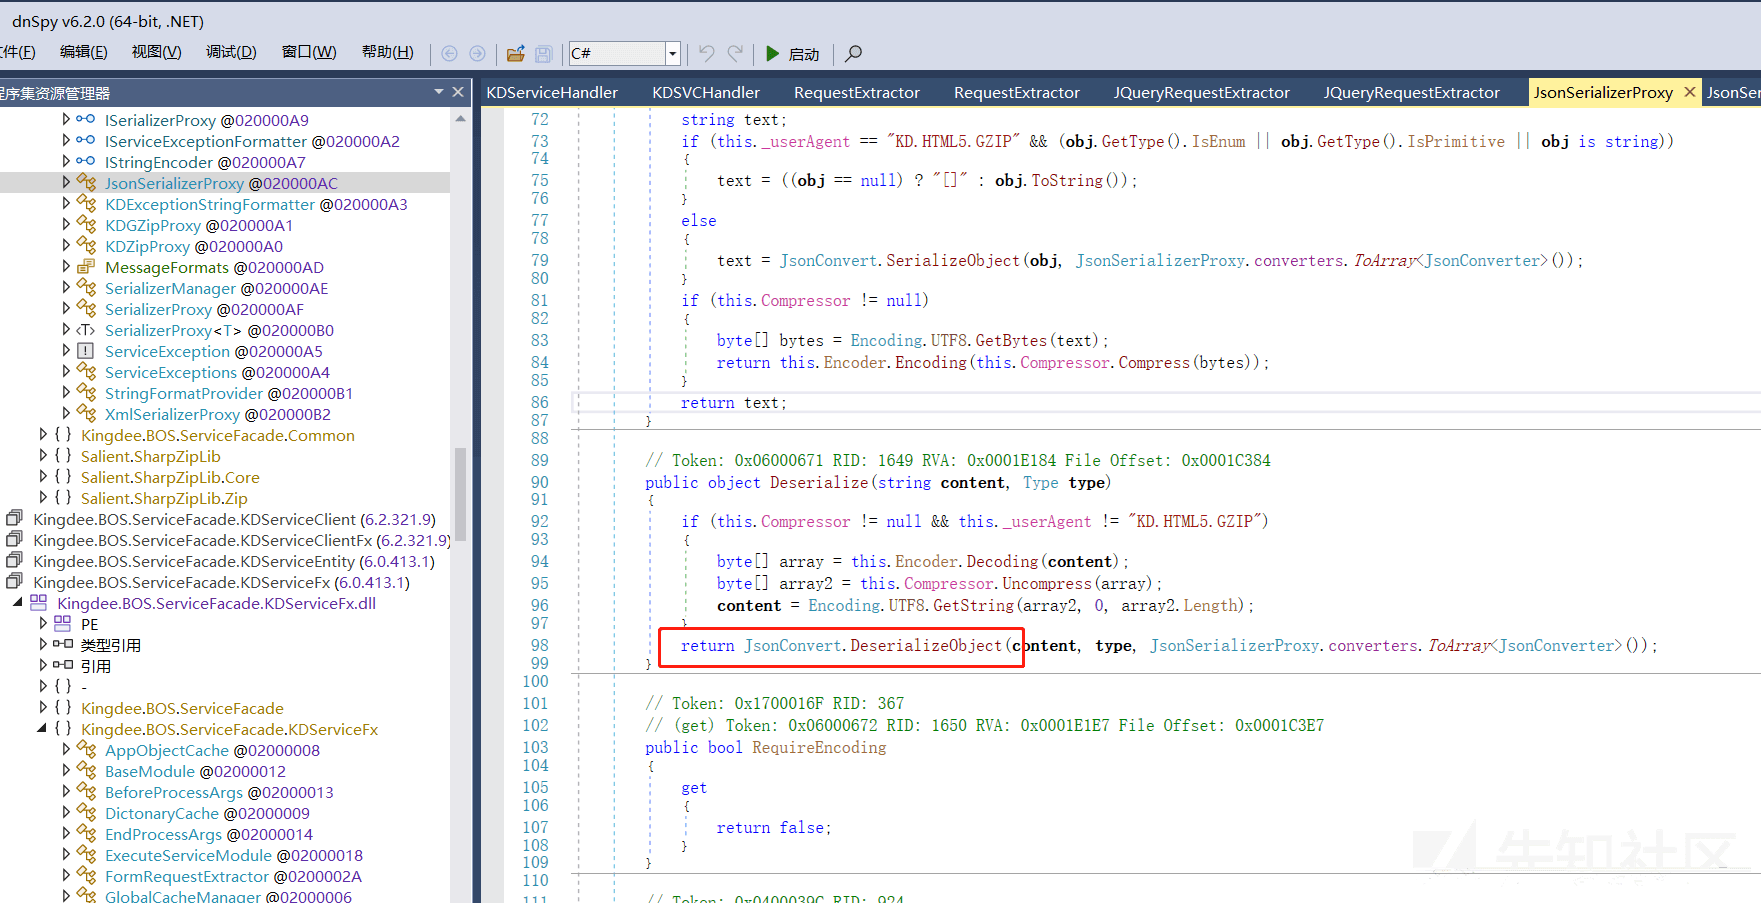 dnSpy v6.2.0 (64-bit, .NET)
件(F) 编辑(E) 视图(V) 调试(D) 窗口(W) 帮助(H) C# 启动
程序集资源管理器
ISerializerProxy @020000A9
IServiceExceptionFormatter @020000A2
IStringEncoder @020000A7
JsonSerializerProxy @020000AC
KDExceptionStringFormatter @020000A3
KDGZipProxy @020000A1
KDZipProxy @020000A0
MessageFormats @020000AD
SerializerManager @020000AE
SerializerProxy @020000AF
<T> SerializerProxy<T> @020000B0
ServiceException @020000A5
ServiceExceptions @020000A4
StringFormatProvider @020000B1
XmlSerializerProxy @020000B2
{ } Kingdee.BOS.ServiceFacade.Common
{ } Salient.SharpZipLib
{ } Salient.SharpZipLib.Core
{ } Salient.SharpZipLib.Zip
Kingdee.BOS.ServiceFacade.KDServiceClient (6.2.321.9)
Kingdee.BOS.ServiceFacade.KDServiceClientFx (6.2.321.9)
Kingdee.BOS.ServiceFacade.KDServiceEntity (6.0.413.1)
Kingdee.BOS.ServiceFacade.KDServiceFx (6.0.413.1)
Kingdee.BOS.ServiceFacade.KDServiceFx.dll
PE
类型引用
引用
{ } -
{ } Kingdee.BOS.ServiceFacade
{ } Kingdee.BOS.ServiceFacade.KDServiceFx
AppObjectCache @02000008
BaseModule @02000012
BeforeProcessArgs @02000013
DictonaryCache @02000009
EndProcessArgs @02000014
ExecuteServiceModule @02000018
FormRequestExtractor @0200002A
GlobalCacheManager @02000006
KDServiceHandler KDSVCHandler RequestExtractor RequestExtractor JQueryRequestExtractor JQueryRequestExtractor JsonSerializerProxy JsonSer
72 string text;
73 if (this._userAgent == "KD.HTML5.GZIP" && (obj.GetType().IsEnum || obj.GetType().IsPrimitive || obj is string))
74 {
75 text = ((obj == null) ? "[]" : obj.ToString());
76 }
77 else
78 {
79 text = JsonConvert.SerializeObject(obj, JsonSerializerProxy.converters.ToArray<JsonConverter>());
80 }
81 if (this.Compressor != null)
82 {
83 byte[] bytes = Encoding.UTF8.GetBytes(text);
84 return this.Encoder.Encoding(this.Compressor.Compress(bytes));
85 }
86 return text;
87 }
88
89 // Token: 0x06000671 RID: 1649 RVA: 0x0001E184 File Offset: 0x0001C384
90 public object Deserialize(string content, Type type)
91 {
92 if (this.Compressor != null && this._userAgent != "KD.HTML5.GZIP")
93 {
94 byte[] array = this.Encoder.Decoding(content);
95 byte[] array2 = this.Compressor.Uncompress(array);
96 content = Encoding.UTF8.GetString(array2, 0, array2.Length);
97 }
98 return JsonConvert.DeserializeObject(content, type, JsonSerializerProxy.converters.ToArray<JsonConverter>());
99 }
100
101 // Token: 0x1700016F RID: 367
102 // (get) Token: 0x06000672 RID: 1650 RVA: 0x0001E1E7 File Offset: 0x0001C3E7
103 public bool RequireEncoding
104 {
105 get
106 {
107 return false;
108 }
109 }
110
111 // Token: 0x0400039C RID: 924
先知社区